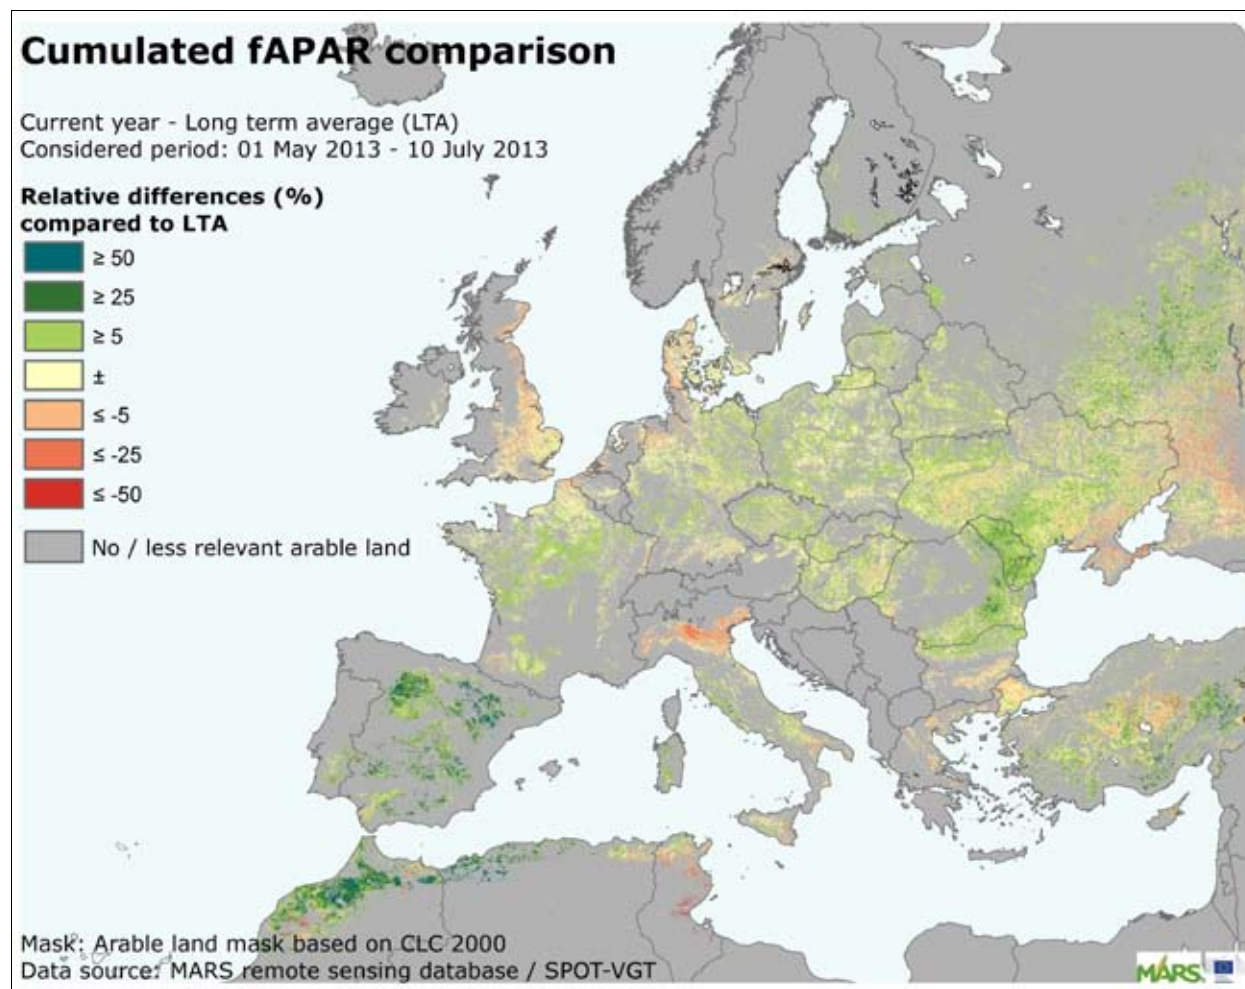 Cumulated fAPAR comparison
Current year - Long term average (LTA)
Considered period: 01 May 2013 - 10 July 2013
Relative differences (%)
compared to LTA
≥ 50
≥ 25
≥ 5
±
≤ -5
≤ -25
≤ -50
No / less relevant arable land
Mask: Arable land mask based on CLC 2000
Data source: MARS remote sensing database / SPOT-VGT
MARS